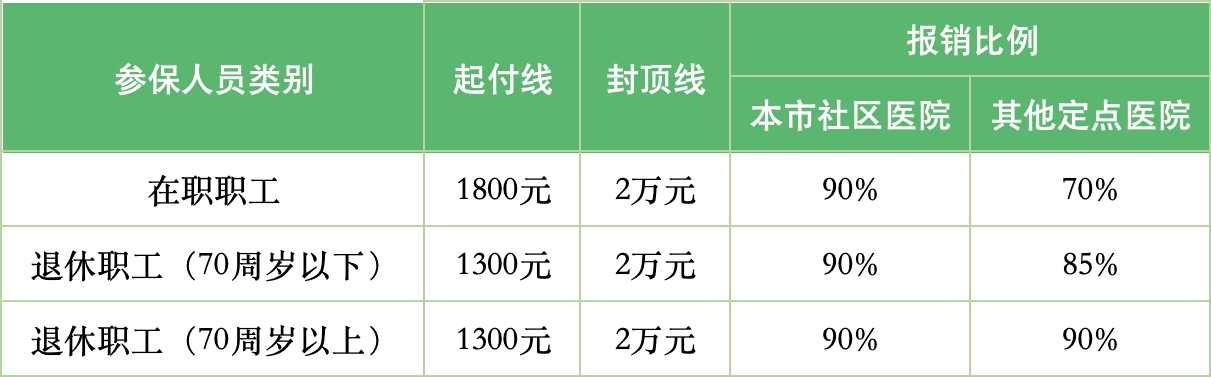 参保人员类别 起付线 封顶线 报销比例
本市社区医院 其他定点医院
在职职工 1800元 2万元 90% 70%
退休职工（70周岁以下） 1300元 2万元 90% 85%
退休职工（70周岁以上） 1300元 2万元 90% 90%